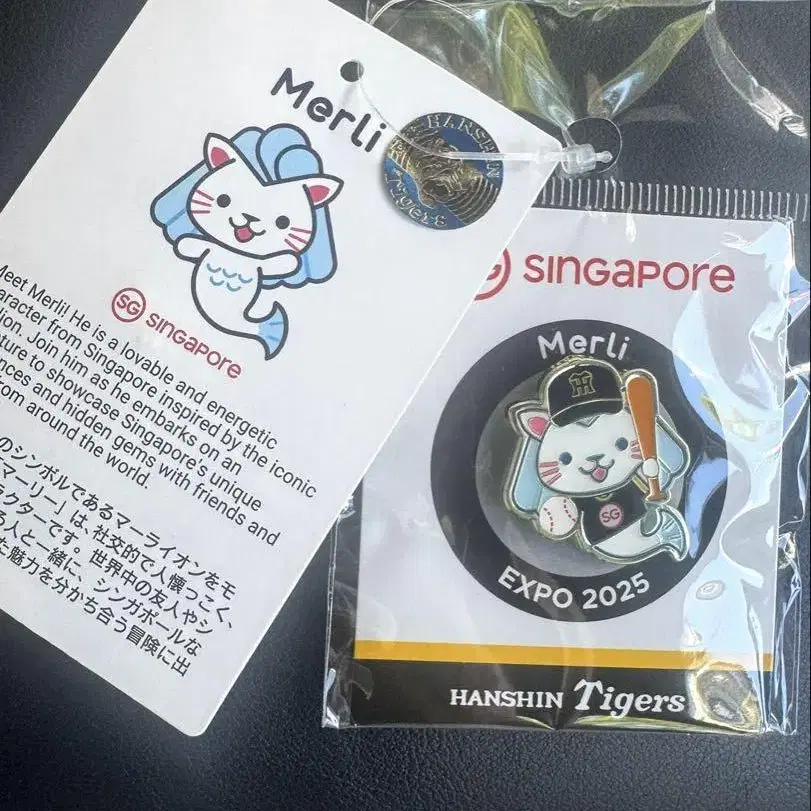 Merli
SG SINGAPORE
Meet Merli! He is a lovable and energetic
character from Singapore inspired by the iconic
lion. Join him as he embarks on an
ture to showcase Singapore's unique
nces and hidden gems with friends and
from around the world.
のシンボルであるマーライオンをモ
「マーリー」は、社交的で人懐っこく、
ラクターです。世界中の友人やシ
る人と一緒に、シンガポールな
た魅力を分かち合う冒険に出
HANSHIN
Tigers
SINGAPORE
Merli
H
SG
EXPO 2025
HANSHIN Tigers